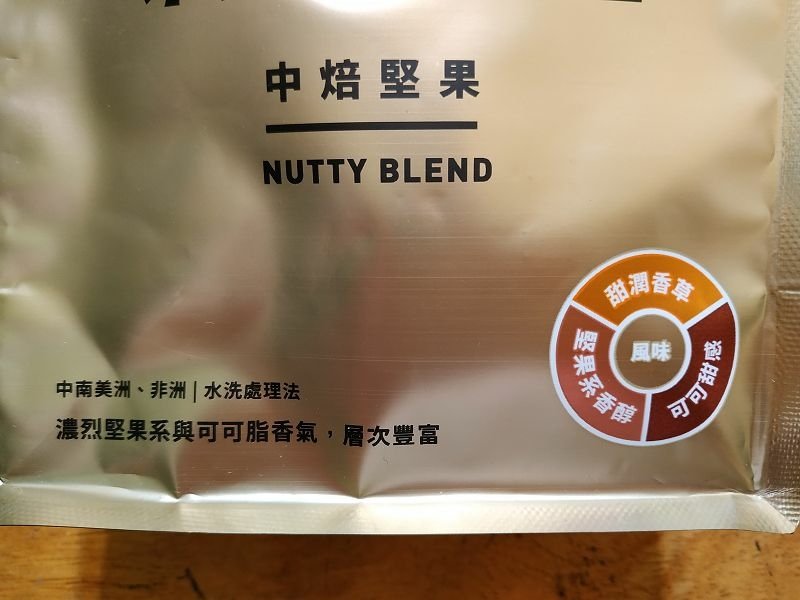 中焙堅果
NUTTY BLEND
甜潤香草
風味
堅果系香醇
可可甜感
中南美洲、非洲 | 水洗處理法
濃烈堅果系與可可脂香氣，層次豐富